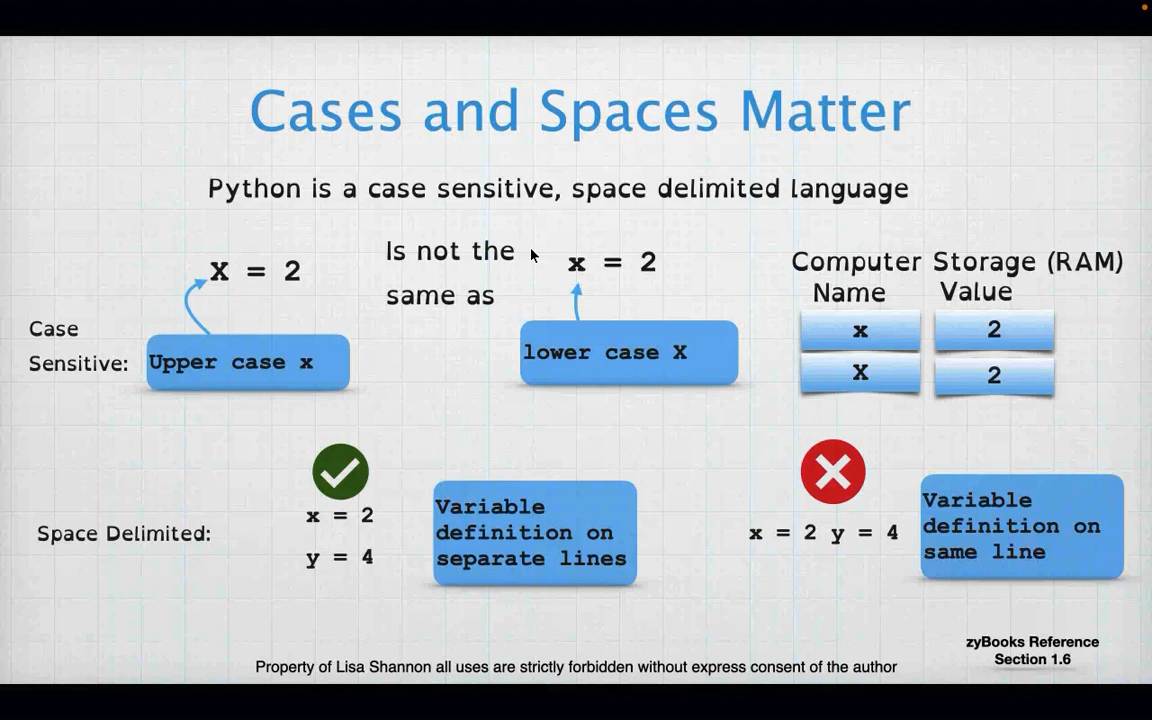 Cases and Spaces Matter
Python is a case sensitive, space delimited language
X = 2
Is not the
same as
x = 2
Computer Storage (RAM)
Name Value
x 2
X 2
Case
Sensitive:
Upper case x
lower case X
Space Delimited:
x = 2
y = 4
Variable
definition on
separate lines
x = 2 y = 4
Variable
definition on
same line
zyBooks Reference
Section 1.6
Property of Lisa Shannon all uses are strictly forbidden without express consent of the author